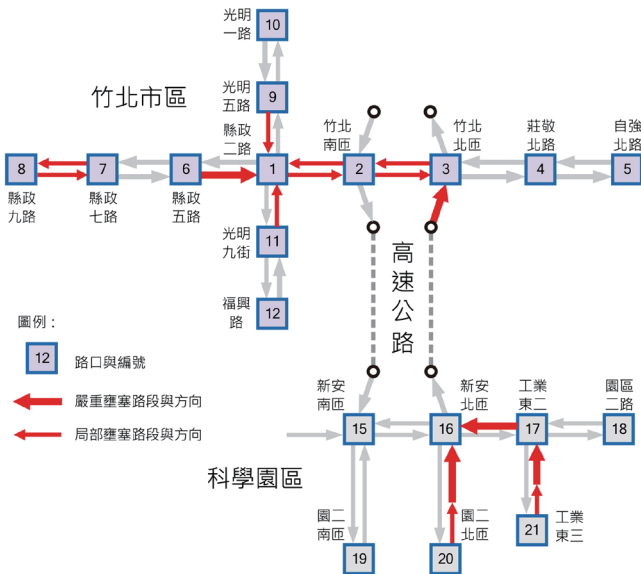 光明
一路
10
竹北市區
光明
五路
9
縣政
二路
竹北
南匝
竹北
北匝
莊敬
北路
自強
北路
8
7
6
1
2
3
4
5
縣政
九路
縣政
七路
縣政
五路
光明
九街
11
福興
路
12
高速公路
圖例：
12
路口與編號
嚴重壅塞路段與方向
局部壅塞路段與方向
新安
南匝
新安
北匝
工業
東二
園區
二路
15
16
17
18
科學園區
園二
南匝
園二
北匝
工業
東三
19
20
21